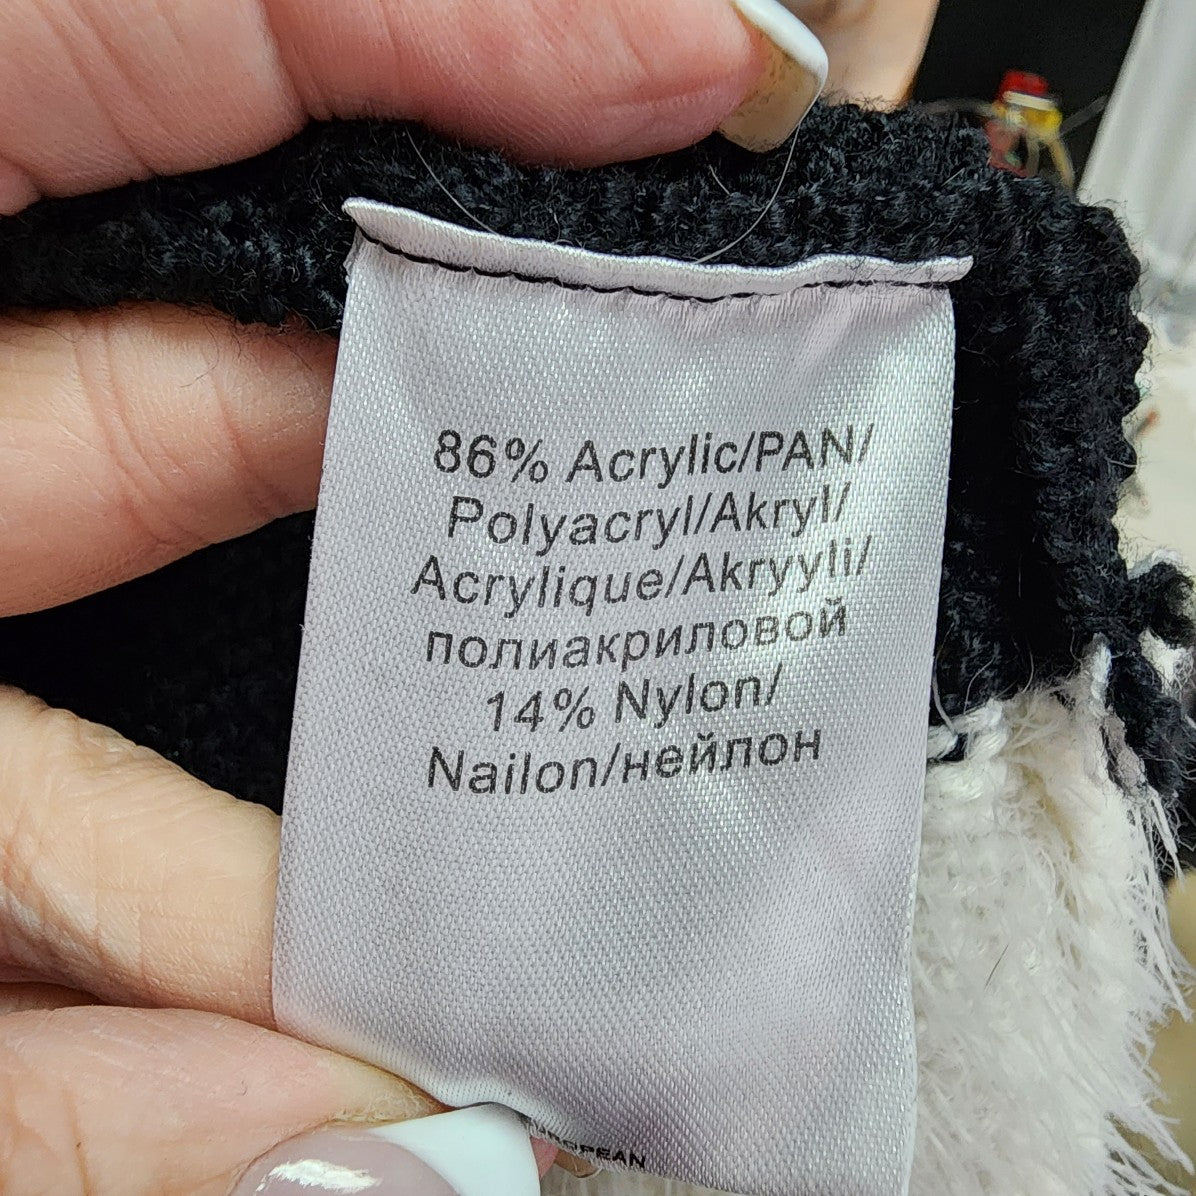 86% Acrylic/PAN/
Polyacryl/Akryl/
Acrylique/Akryyli/
полиакриловой
14% Nylon/
Nailon/нейлон